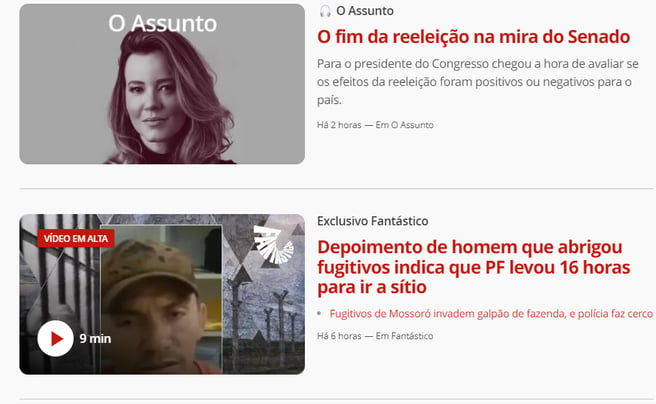 O Assunto
O Assunto
O fim da reeleição na mira do Senado
Para o presidente do Congresso chegou a hora de avaliar se
os efeitos da reeleição foram positivos ou negativos para o
país.
Há 2 horas — Em O Assunto
VÍDEO EM ALTA
9 min
Exclusivo Fantástico
Depoimento de homem que abrigou
fugitivos indica que PF levou 16 horas
para ir a sítio
Fugitivos de Mossoró invadem galpão de fazenda, e polícia faz cerco
Há 6 horas — Em Fantástico